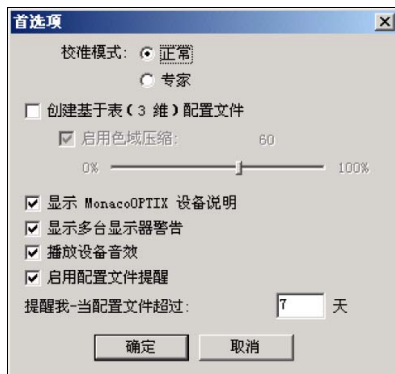 首选项
校准模式: 正常
专家
创建基于表(3 维)配置文件
启用色域压缩: 60
0% 100%
显示 MonacoOPTIX 设备说明
显示多台显示器警告
播放设备音效
启用配置文件提醒
提醒我-当配置文件超过: 7 天
确定 取消